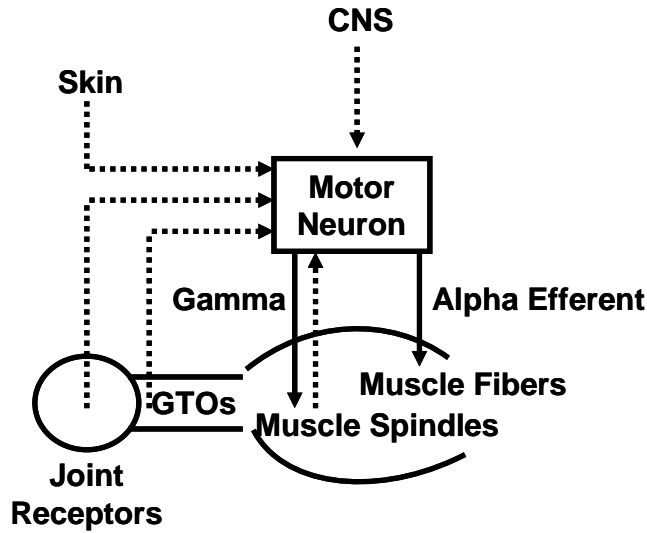 CNS
Skin
Motor
Neuron
Gamma
Alpha Efferent
Muscle Fibers
GTOs
Muscle Spindles
Joint
Receptors